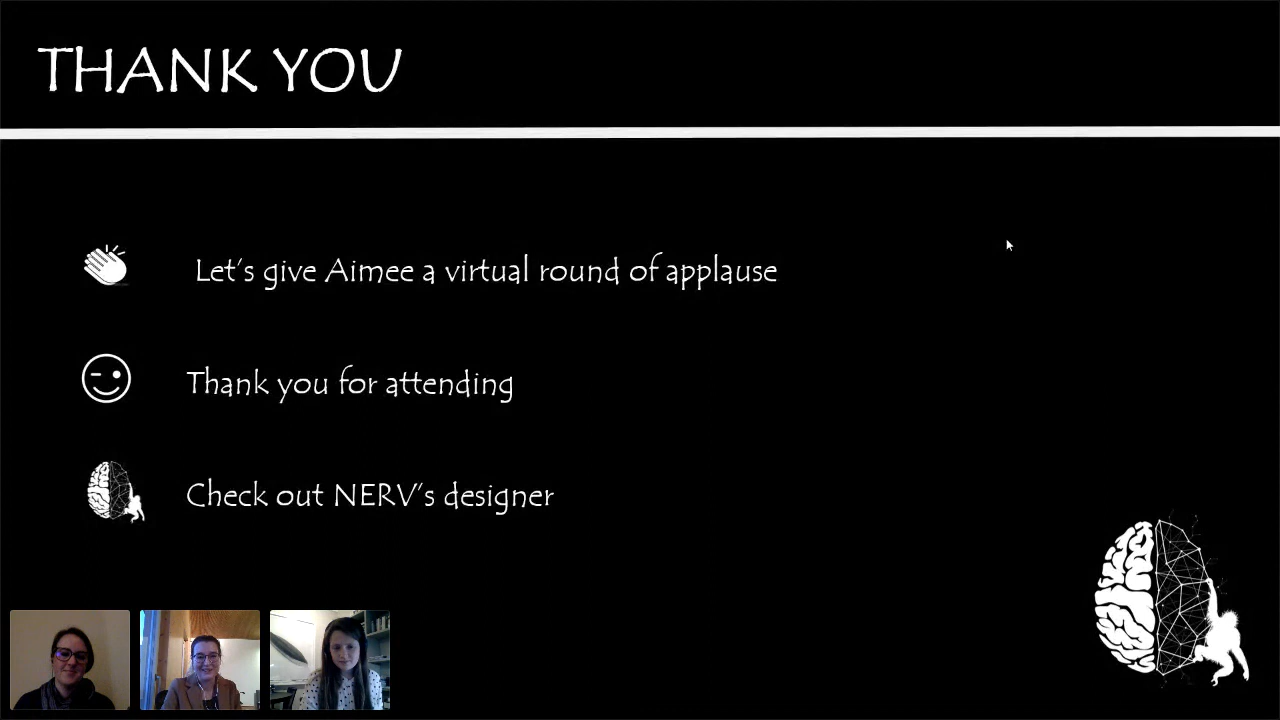 THANK YOU
Let's give Aimee a virtual round of applause
Thank you for attending
Check out NERV's designer